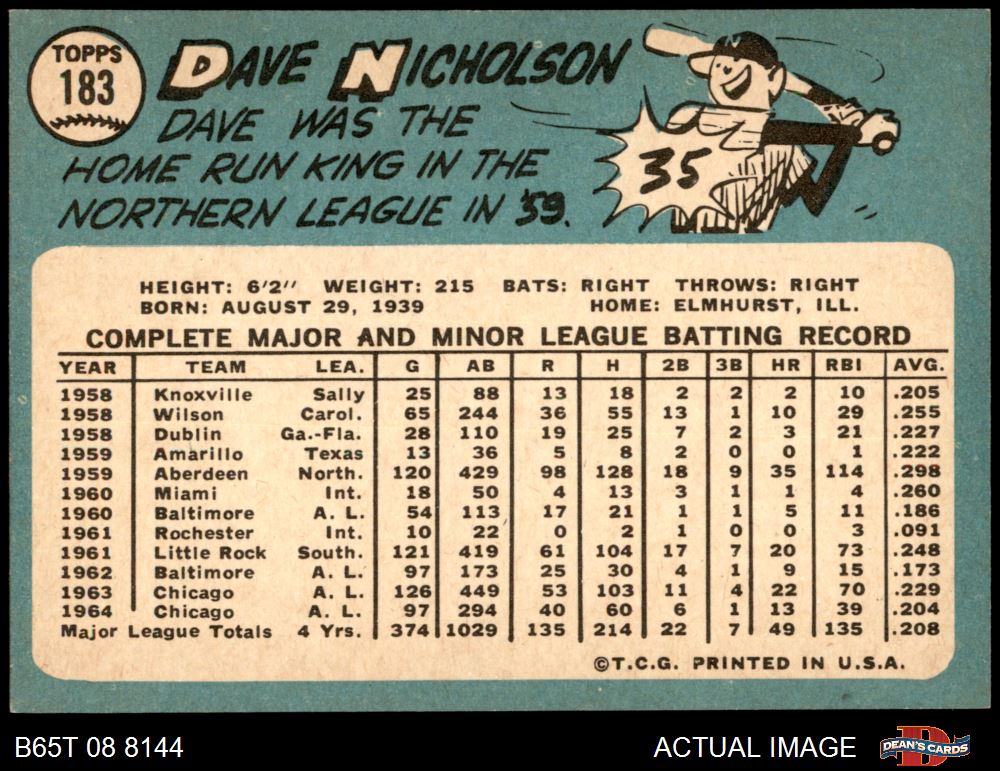 TOPPS
183
DAVE NICHOLSON
DAVE WAS THE
HOME RUN KING IN THE
NORTHERN LEAGUE IN '59.
35
HEIGHT: 6'2" WEIGHT: 215 BATS: RIGHT THROWS: RIGHT
BORN: AUGUST 29, 1939 HOME: ELMHURST, ILL.
COMPLETE MAJOR AND MINOR LEAGUE BATTING RECORD
YEAR TEAM LEA. G AB R H 2B 3B HR RBI AVG.
1958 Knoxville Sally 25 88 13 18 2 2 2 10 .205
1958 Wilson Carol. 65 244 36 55 13 1 10 29 .255
1958 Dublin Ga.-Fla. 28 110 19 25 7 2 3 21 .227
1959 Amarillo Texas 13 36 5 8 2 0 0 1 .222
1959 Aberdeen North. 120 429 98 128 18 9 35 114 .298
1960 Miami Int. 18 50 4 13 3 1 1 4 .260
1960 Baltimore A. L. 54 113 17 21 1 1 5 11 .186
1961 Rochester Int. 10 22 0 2 1 0 0 3 .091
1961 Little Rock South. 121 419 61 104 17 7 20 73 .248
1962 Baltimore A. L. 97 173 25 30 4 1 9 15 .173
1963 Chicago A. L. 126 449 53 103 11 4 22 70 .229
1964 Chicago A. L. 97 294 40 60 6 1 13 39 .204
Major League Totals 4 Yrs. 374 1029 135 214 22 7 49 135 .208
©T.C.G. PRINTED IN U.S.A.
B65T 08 8144 ACTUAL IMAGE DEAN'S CARDS